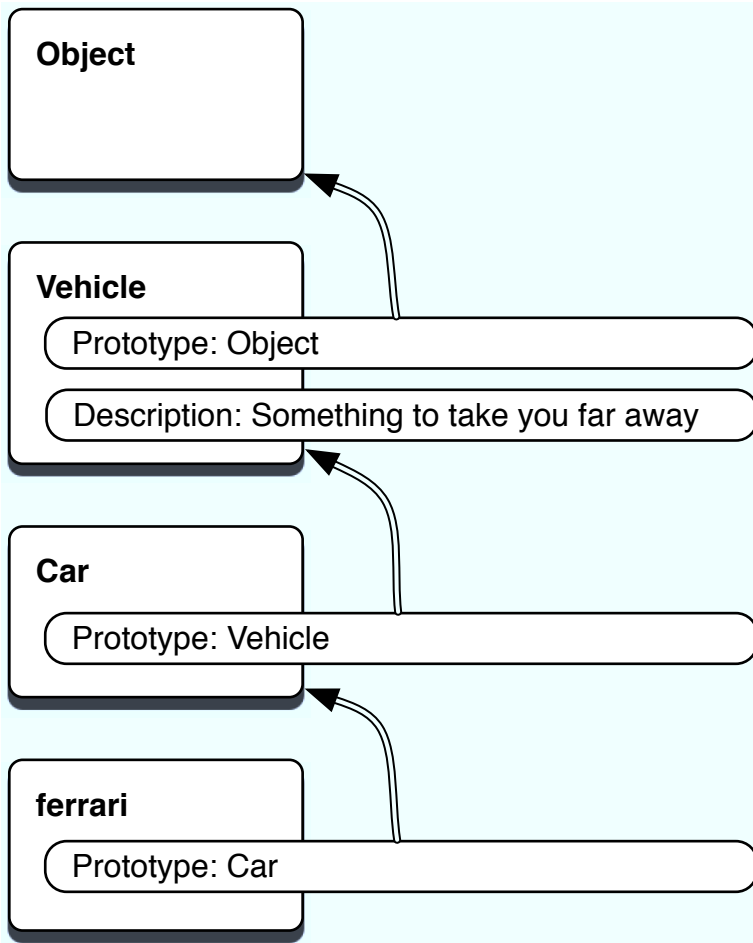 Object
Vehicle
Prototype: Object
Description: Something to take you far away
Car
Prototype: Vehicle
ferrari
Prototype: Car